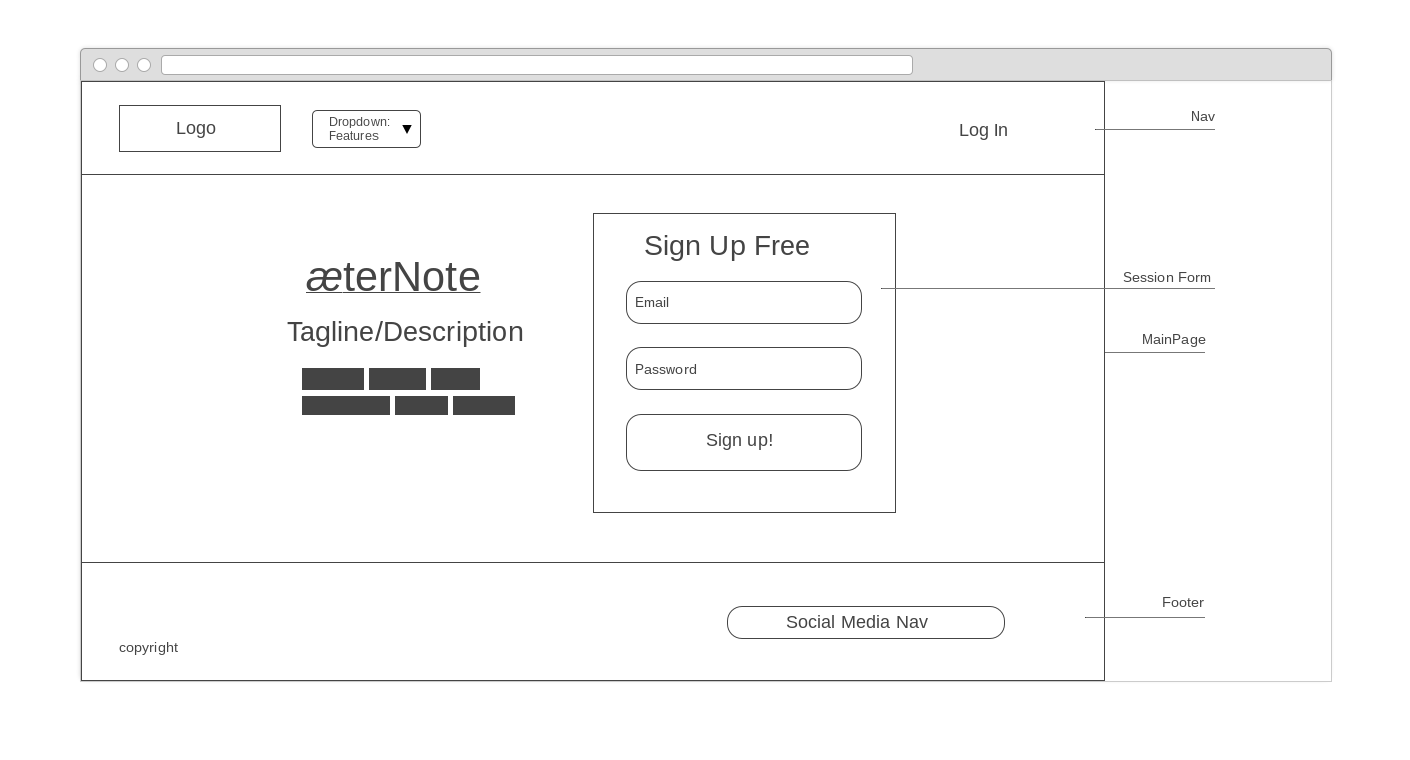 Logo
Dropdown:
Features
▼
Log In
Nav
æterNote
Tagline/Description
Sign Up Free
Email
Password
Sign up!
Session Form
MainPage
Social Media Nav
copyright
Footer